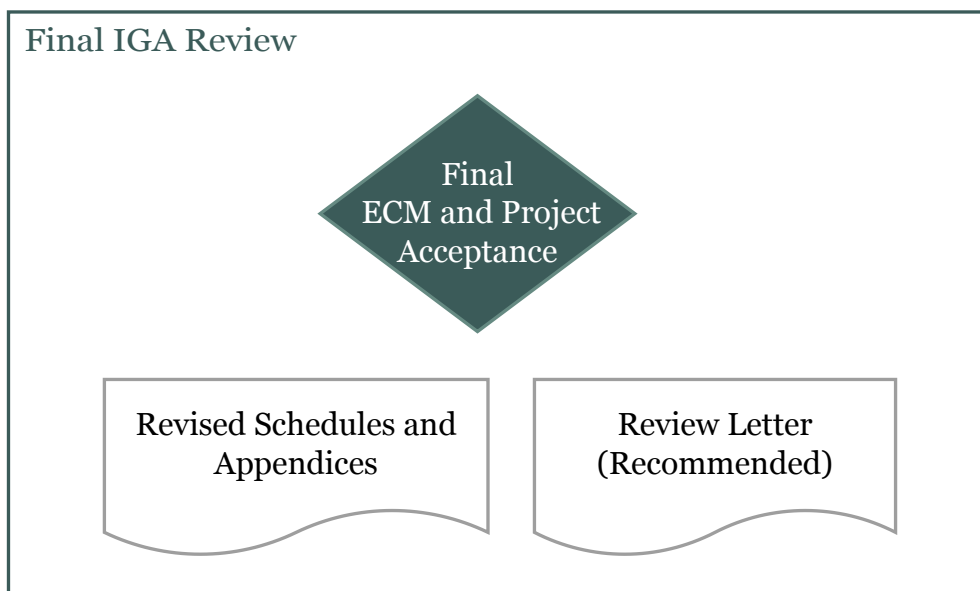 Final IGA Review
Final
ECM and Project
Acceptance
Revised Schedules and
Appendices
Review Letter
(Recommended)